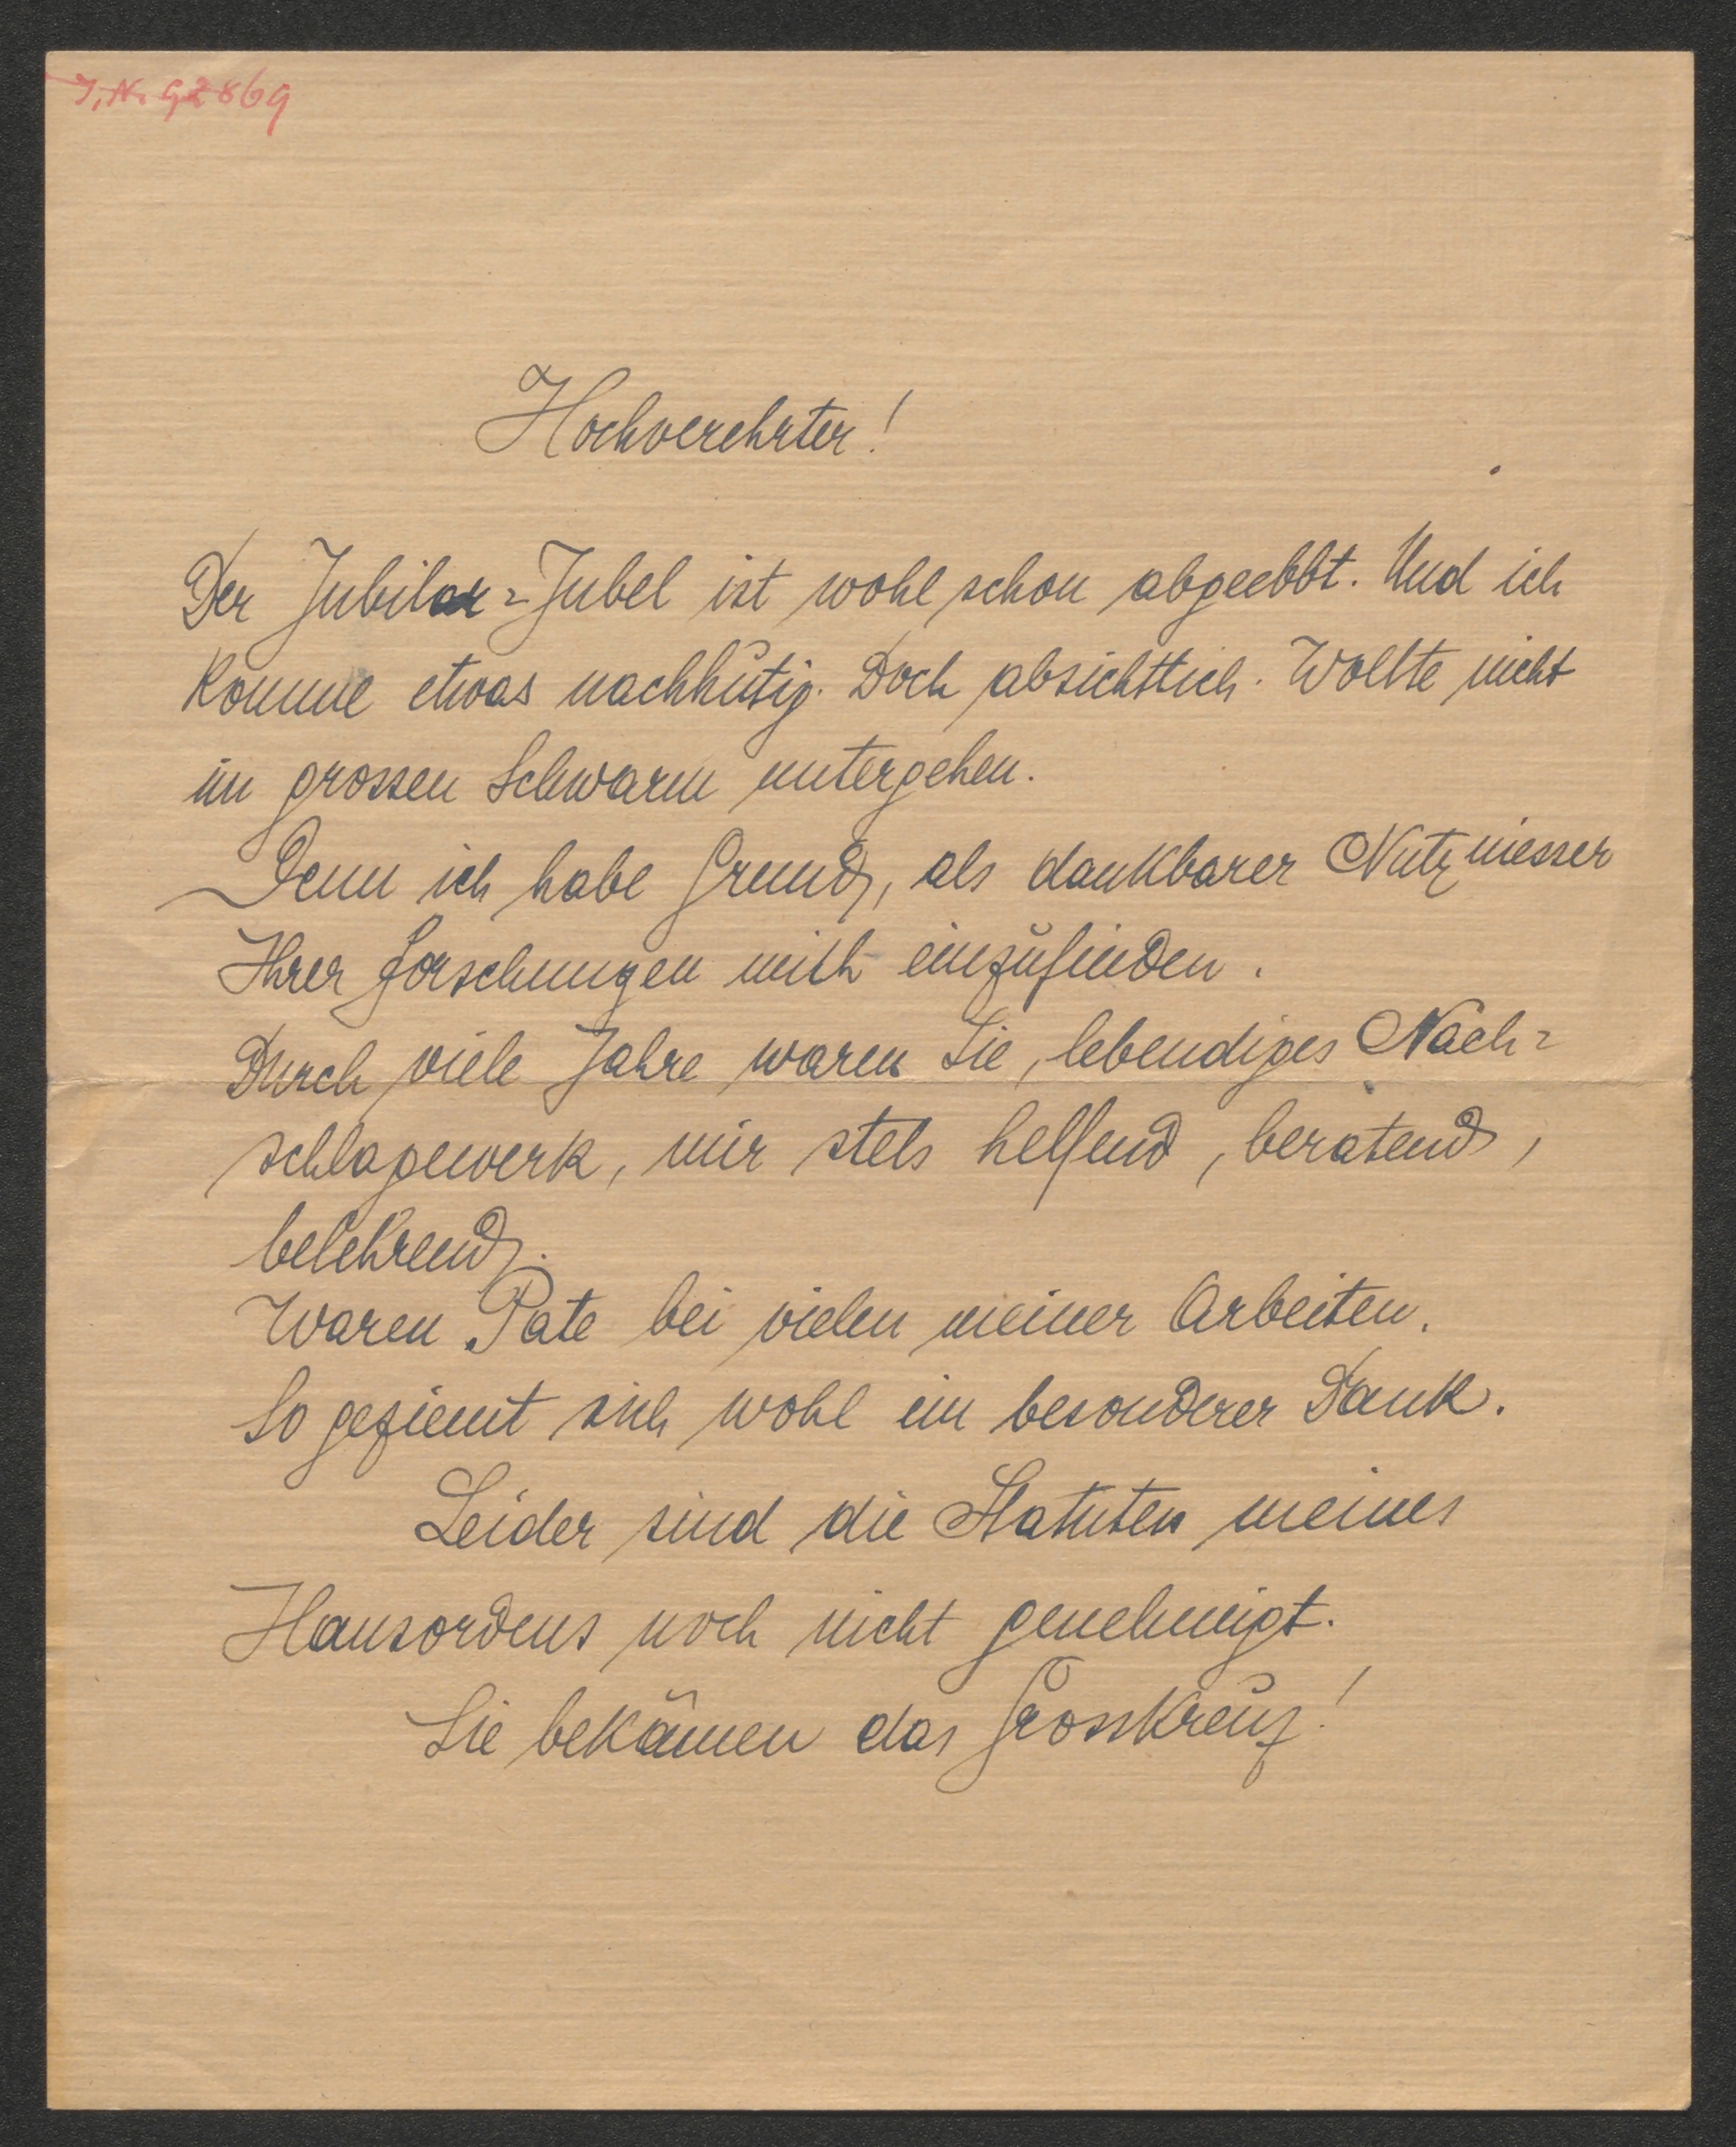 I. N. 92869
Hochverehrter!
Der Jubilar-Jubel ist wohl schon abgeebbt. Und ich
komme etwas nachhutig. Doch absichtlich. Wollte nicht
im grossen Schwarm untergehen.
Denn ich habe Grund, als dankbarer Nutzniesser
Ihrer Forschungen mich einzufinden.
Durch viele Jahre waren Sie, lebendiges Nach-
schlagewerk, mir stets helfend, beratend,
belehrend.
Waren Pate bei vielen meiner Arbeiten.
So geziemt sich wohl ein besonderer Dank.
Leider sind die Statuten meines
Hausordens noch nicht genehmigt.
Sie bekämen das Grosskreuz!